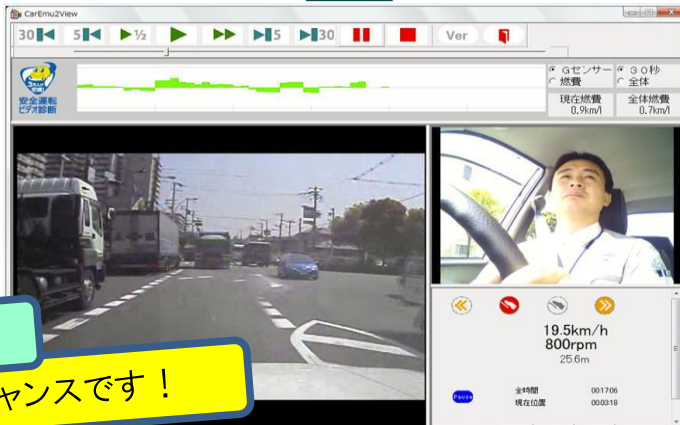 CarEmu2View
30 5 ½ 5 30 Ver
Gセンサー 30秒
燃費 全体
現在燃費 全体燃費
0.9km/l 0.7km/l
安全運転
ビデオ診断
19.5km/h
800rpm
25.6m
Pause
全時間 00:17:06
現在位置 00:03:18
ャンスです！